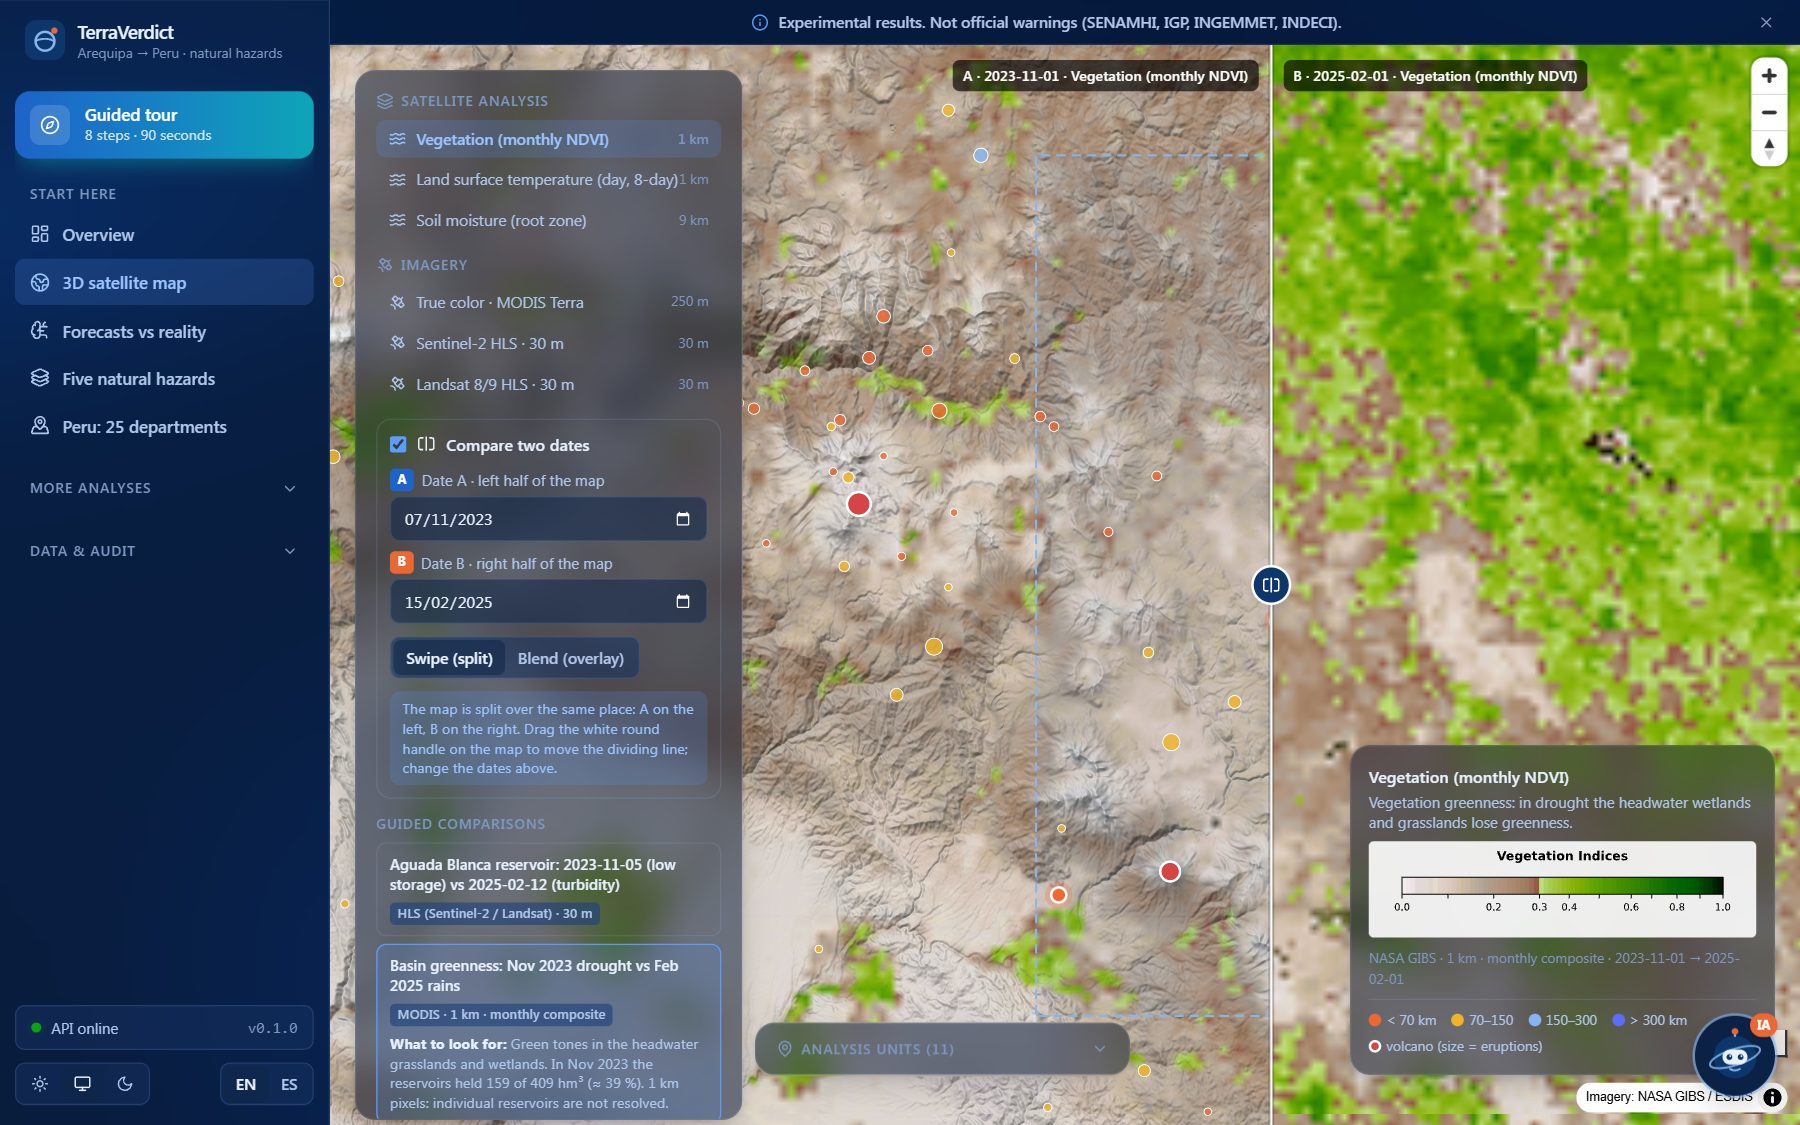 TerraVerdict
Arequipa → Peru · natural hazards
Guided tour
8 steps · 90 seconds
START HERE
Overview
3D satellite map
Forecasts vs reality
Five natural hazards
Peru: 25 departments
MORE ANALYSES
DATA & AUDIT
API online v0.1.0
EN ES
Experimental results. Not official warnings (SENAMHI, IGP, INGEMMET, INDECI).
SATELLITE ANALYSIS
Vegetation (monthly NDVI) 1 km
Land surface temperature (day, 8-day) 1 km
Soil moisture (root zone) 9 km
IMAGERY
True color · MODIS Terra 250 m
Sentinel-2 HLS · 30 m 30 m
Landsat 8/9 HLS · 30 m 30 m
Compare two dates
A Date A · left half of the map
07/11/2023
B Date B · right half of the map
15/02/2025
Swipe (split) Blend (overlay)
The map is split over the same place: A on the
left, B on the right. Drag the white round
handle on the map to move the dividing line;
change the dates above.
GUIDED COMPARISONS
Aguada Blanca reservoir: 2023-11-05 (low
storage) vs 2025-02-12 (turbidity)
HLS (Sentinel-2 / Landsat) · 30 m
Basin greenness: Nov 2023 drought vs Feb
2025 rains
MODIS · 1 km · monthly composite
What to look for: Green tones in the headwater
grasslands and wetlands. In Nov 2023 the
reservoirs held 159 of 409 hm³ (≈ 39 %). 1 km
pixels: individual reservoirs are not resolved.
A · 2023-11-01 · Vegetation (monthly NDVI)
B · 2025-02-01 · Vegetation (monthly NDVI)
ANALYSIS UNITS (11)
Vegetation (monthly NDVI)
Vegetation greenness: in drought the headwater wetlands
and grasslands lose greenness.
Vegetation Indices
0.0 0.2 0.3 0.4 0.6 0.8 1.0
NASA GIBS · 1 km · monthly composite · 2023-11-01 → 2025-
02-01
< 70 km 70–150 150–300 > 300 km
volcano (size = eruptions)
IA
Imagery: NASA GIBS / ESDIS